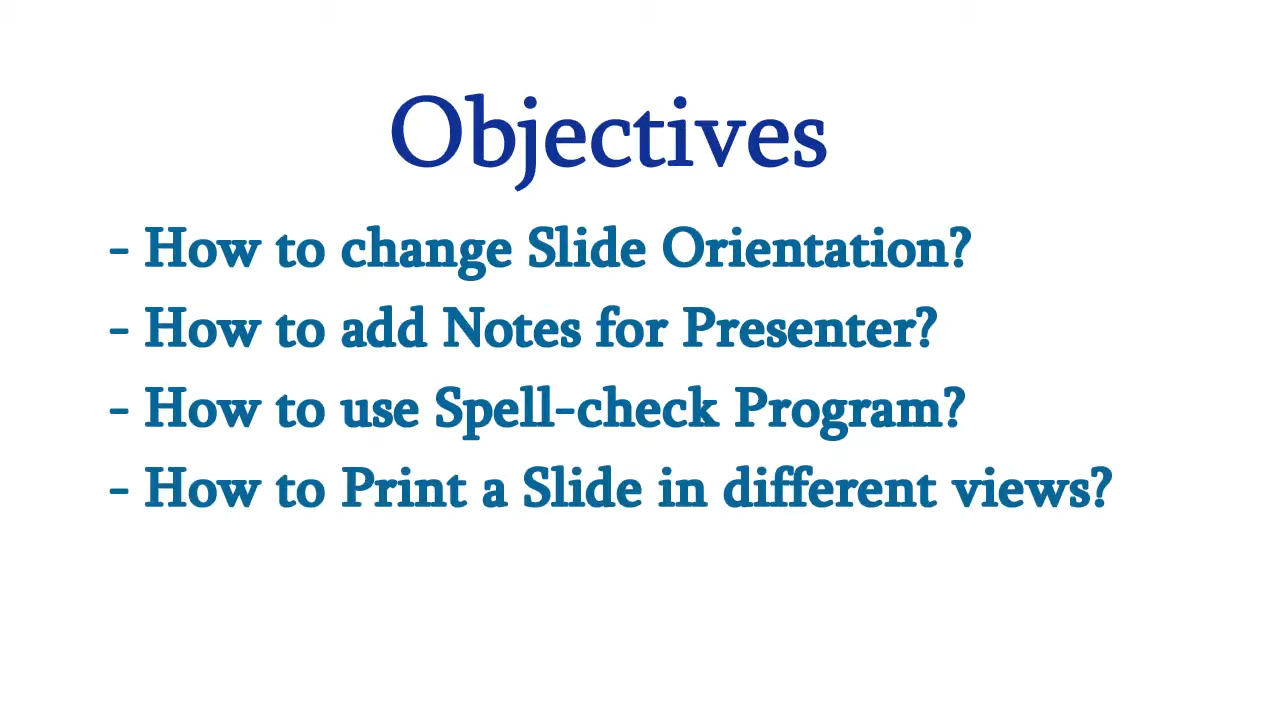 Objectives
- How to change Slide Orientation?
- How to add Notes for Presenter?
- How to use Spell-check Program?
- How to Print a Slide in different views?